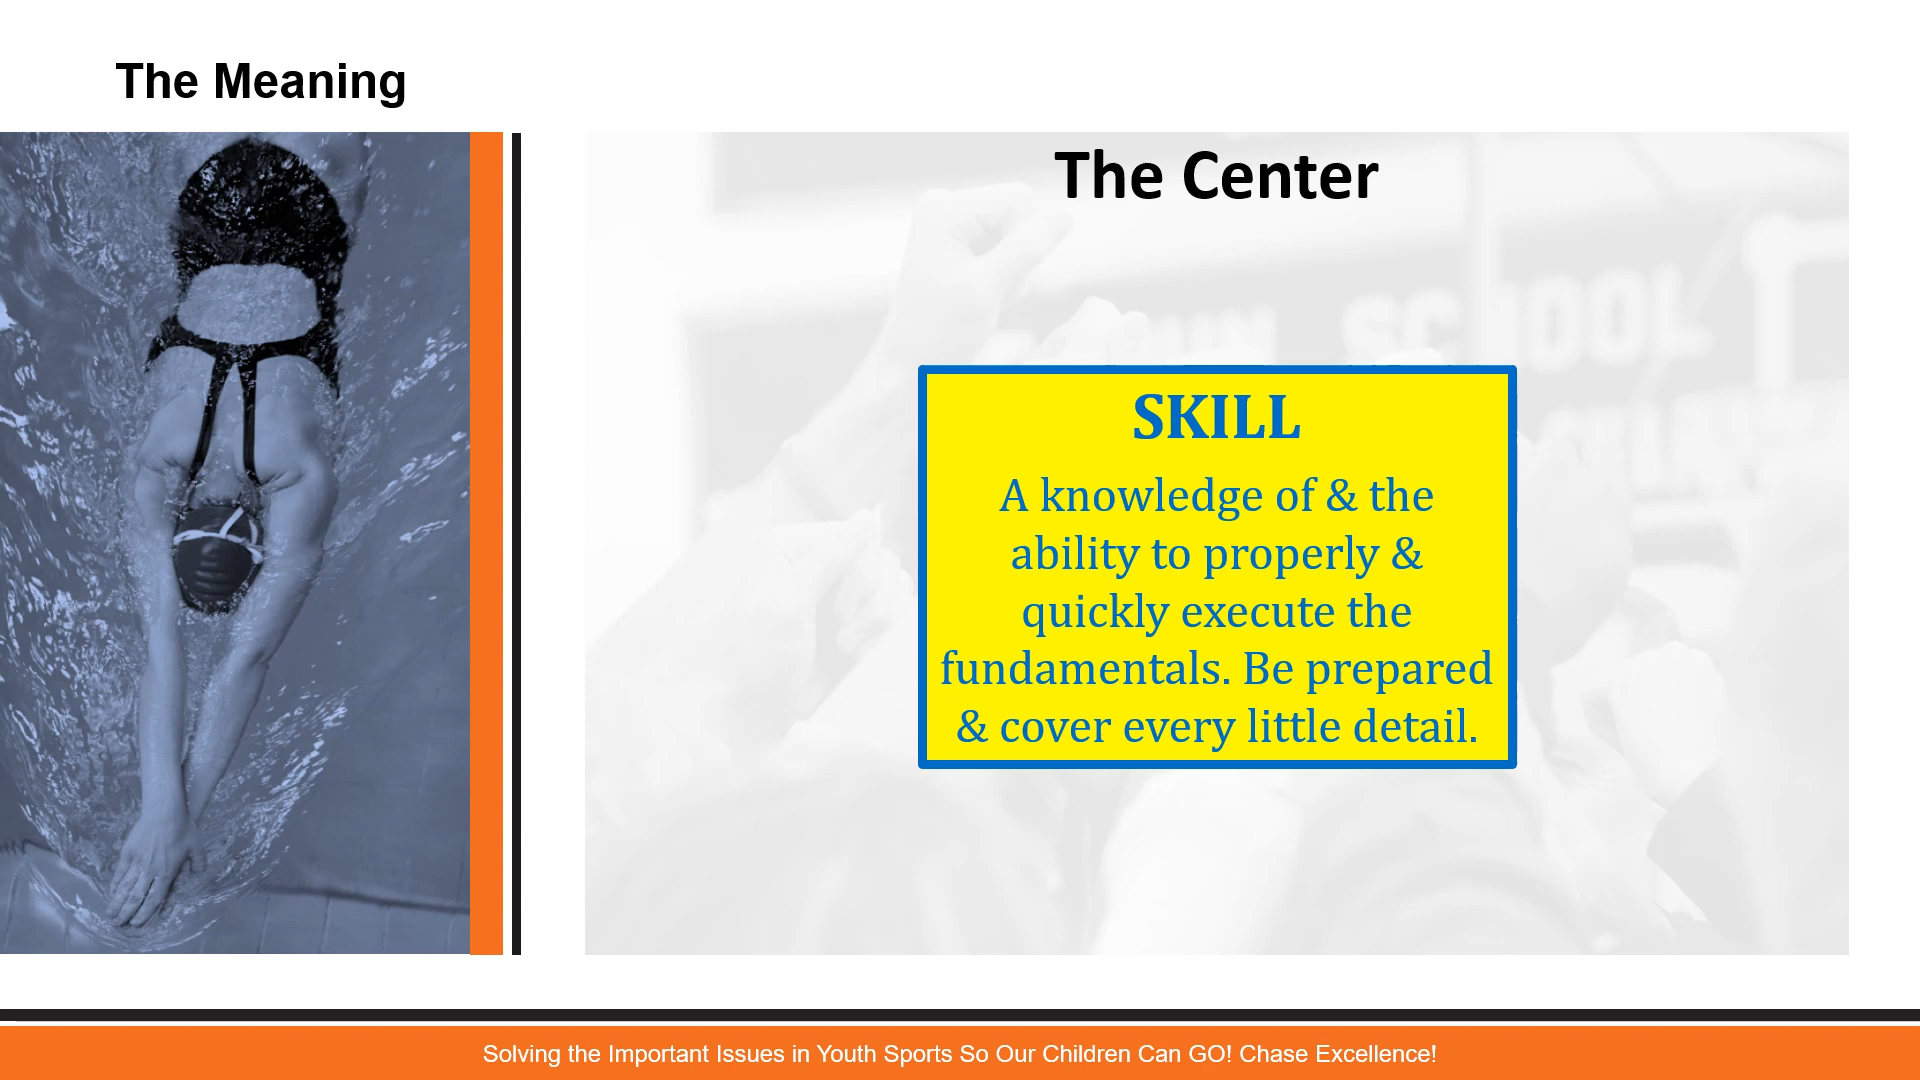 The Meaning
The Center
SCHOOL
SKILL
A knowledge of & the
ability to properly &
quickly execute the
fundamentals. Be prepared
& cover every little detail.
Solving the Important Issues in Youth Sports So Our Children Can GO! Chase Excellence!